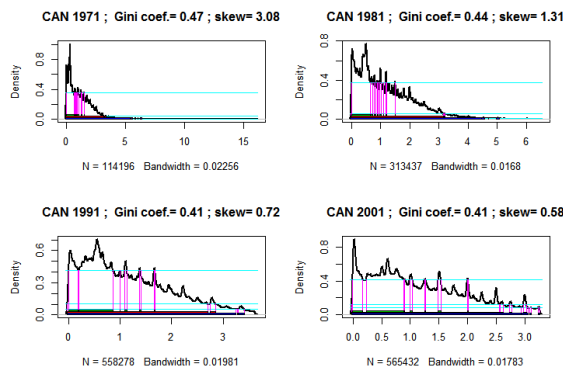 CAN 1971 ; Gini coef.= 0.47 ; skew= 3.08
Density
0.0 0.4 0.8
0 5 10 15
N = 114196 Bandwidth = 0.02256
CAN 1981 ; Gini coef.= 0.44 ; skew= 1.31
Density
0.0 0.4 0.8
0 1 2 3 4 5 6
N = 313437 Bandwidth = 0.0168
CAN 1991 ; Gini coef.= 0.41 ; skew= 0.72
Density
0.0 0.2 0.4 0.6
0 1 2 3
N = 558278 Bandwidth = 0.01981
CAN 2001 ; Gini coef.= 0.41 ; skew= 0.58
Density
0.0 0.4 0.8
0.0 0.5 1.0 1.5 2.0 2.5 3.0
N = 565432 Bandwidth = 0.01783